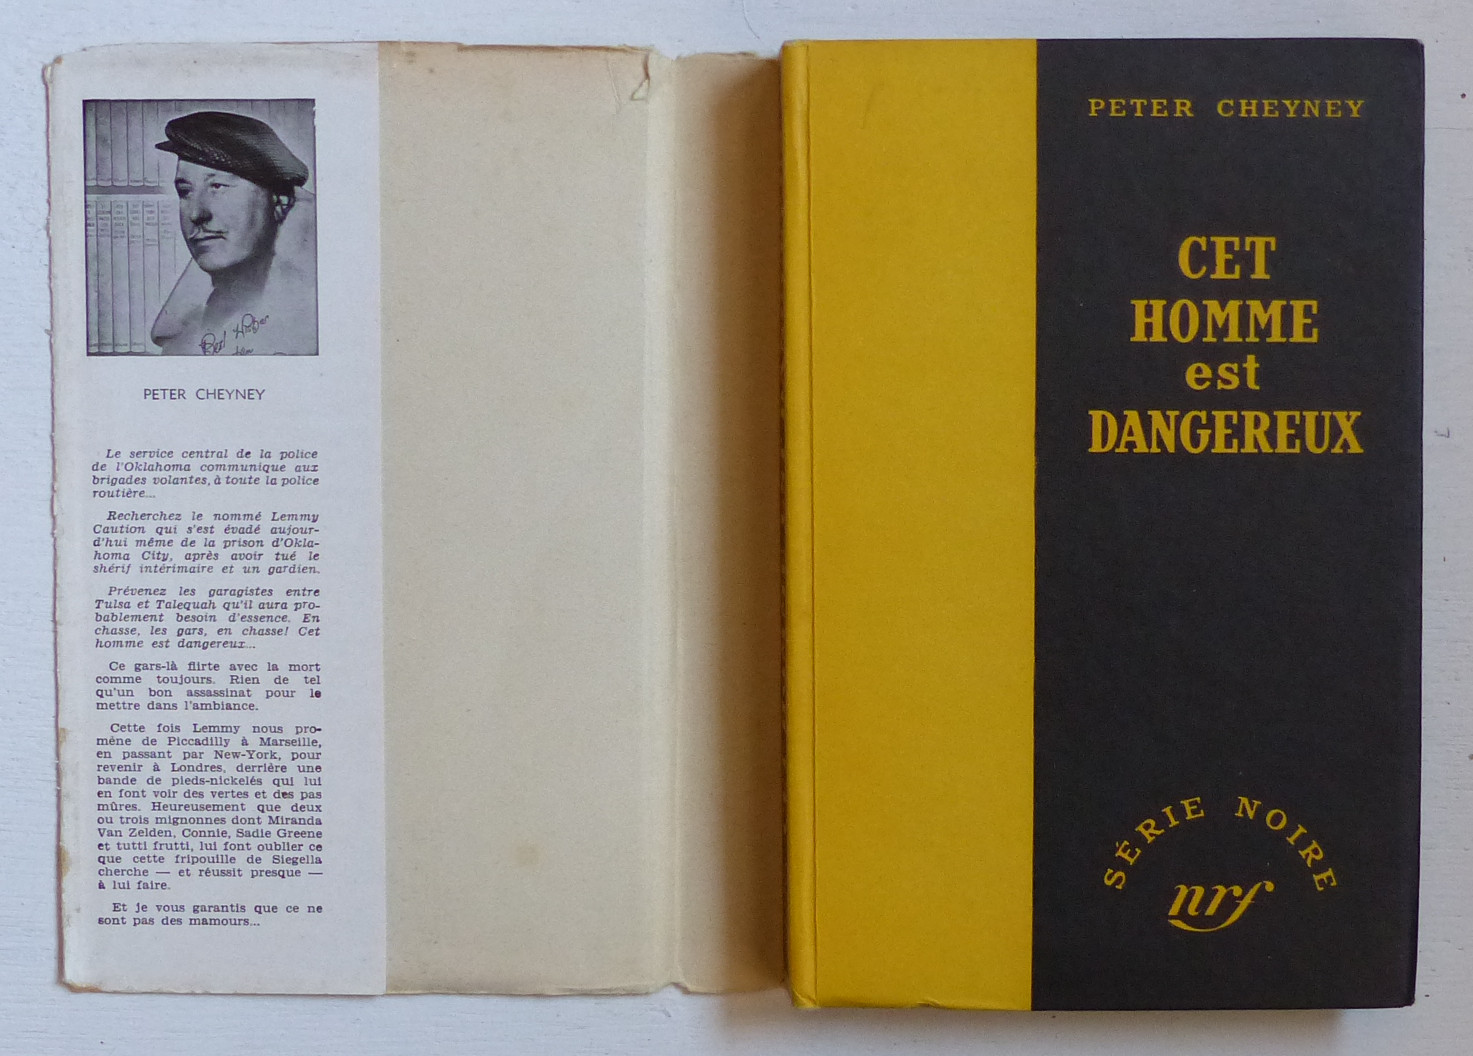 PETER CHEYNEY
Le service central de la police
de l'Oklahoma communique aux
brigades volantes, à toute la police
routière...
Recherchez le nommé Lemmy
Caution qui s'est évadé aujour-
d'hui même de la prison d'Okla-
homa City, après avoir tué le
shérif intérimaire et un gardien.
Prévenez les garagistes entre
Tulsa et Talequah qu'il aura pro-
bablement besoin d'essence. En
chasse, les gars, en chasse! Cet
homme est dangereux...
Ce gars-là flirte avec la mort
comme toujours. Rien de tel
qu'un bon assassinat pour le
mettre dans l'ambiance.
Cette fois Lemmy nous pro-
mène de Piccadilly à Marseille,
en passant par New-York, pour
revenir à Londres, derrière une
bande de pieds-nickelés qui lui
en font voir des vertes et des pas
mûres. Heureusement que deux
ou trois mignonnes dont Miranda
Van Zelden, Connie, Sadie Greene
et tutti frutti, lui font oublier ce
que cette fripouille de Siegella
cherche — et réussit presque —
à lui faire.
Et je vous garantis que ce ne
sont pas des mamours...
PETER CHEYNEY
CET
HOMME
est
DANGEREUX
SÉRIE NOIRE
nrf